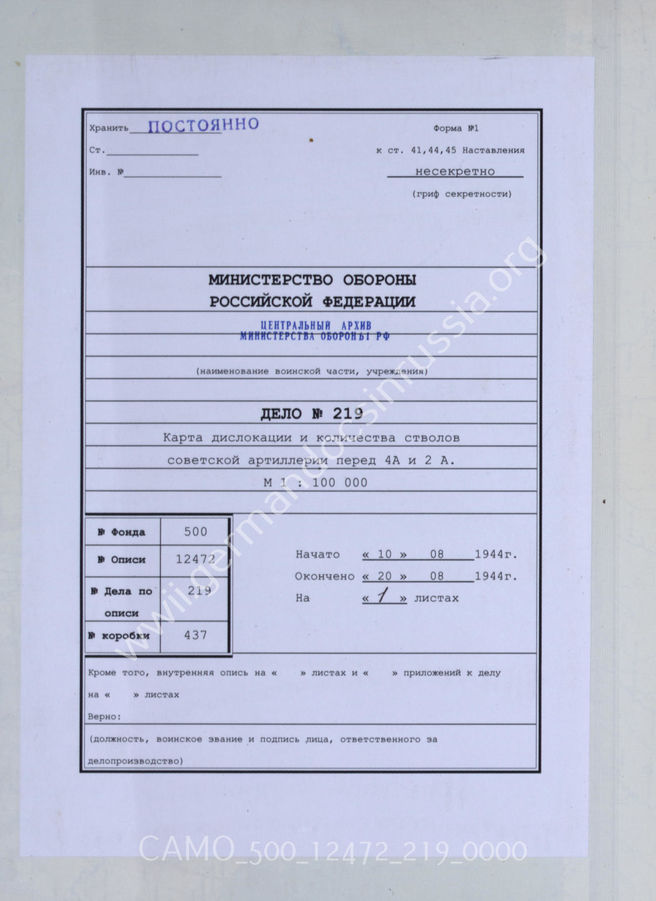 Хранить ПОСТОЯННО
Форма №1
Ст.
к ст. 41,44,45 Наставления
Инв. №
несекретно
(гриф секретности)
МИНИСТЕРСТВО ОБОРОНЫ
РОССИЙСКОЙ ФЕДЕРАЦИИ
ЦЕНТРАЛЬНЫЙ АРХИВ
МИНИСТЕРСТВА ОБОРОНЫ РФ
(наименование воинской части, учреждения)
ДЕЛО № 219
Карта дислокации и количества стволов
советской артиллерии перед 4А и 2 А.
М 1 : 100 000
№ Фонда 500
№ Описи 12472
№ Дела по описи 219
№ коробки 437
Начато « 10 » 08 1944г.
Окончено « 20 » 08 1944г.
На « 1 » листах
Кроме того, внутренняя опись на « » листах и « » приложений к делу
на « » листах
Верно:
(должность, воинское звание и подпись лица, ответственного за
делопроизводство)
wwii.germandocsinrussia.org
CAMO_500_12472_219_0000